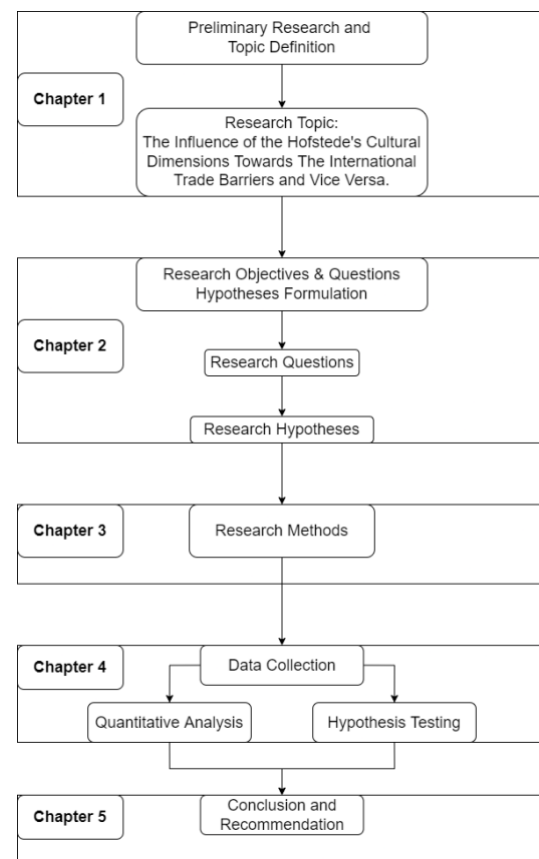 Preliminary Research and
Topic Definition
Chapter 1
Research Topic:
The Influence of the Hofstede's Cultural
Dimensions Towards The International
Trade Barriers and Vice Versa.
Research Objectives & Questions
Hypotheses Formulation
Chapter 2
Research Questions
Research Hypotheses
Chapter 3
Research Methods
Chapter 4
Data Collection
Quantitative Analysis
Hypothesis Testing
Chapter 5
Conclusion and
Recommendation